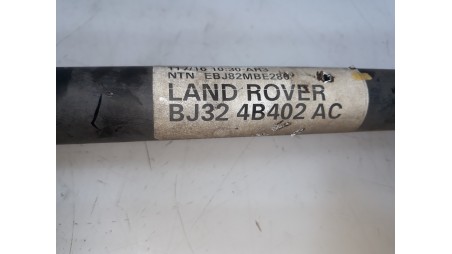 NTN EBJ82MBE286
LAND ROVER
BJ32 4B402 AC